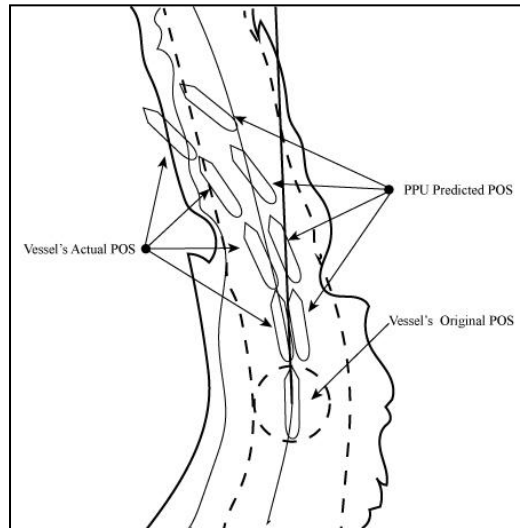 PPU Predicted POS
Vessel's Actual POS
Vessel's Original POS